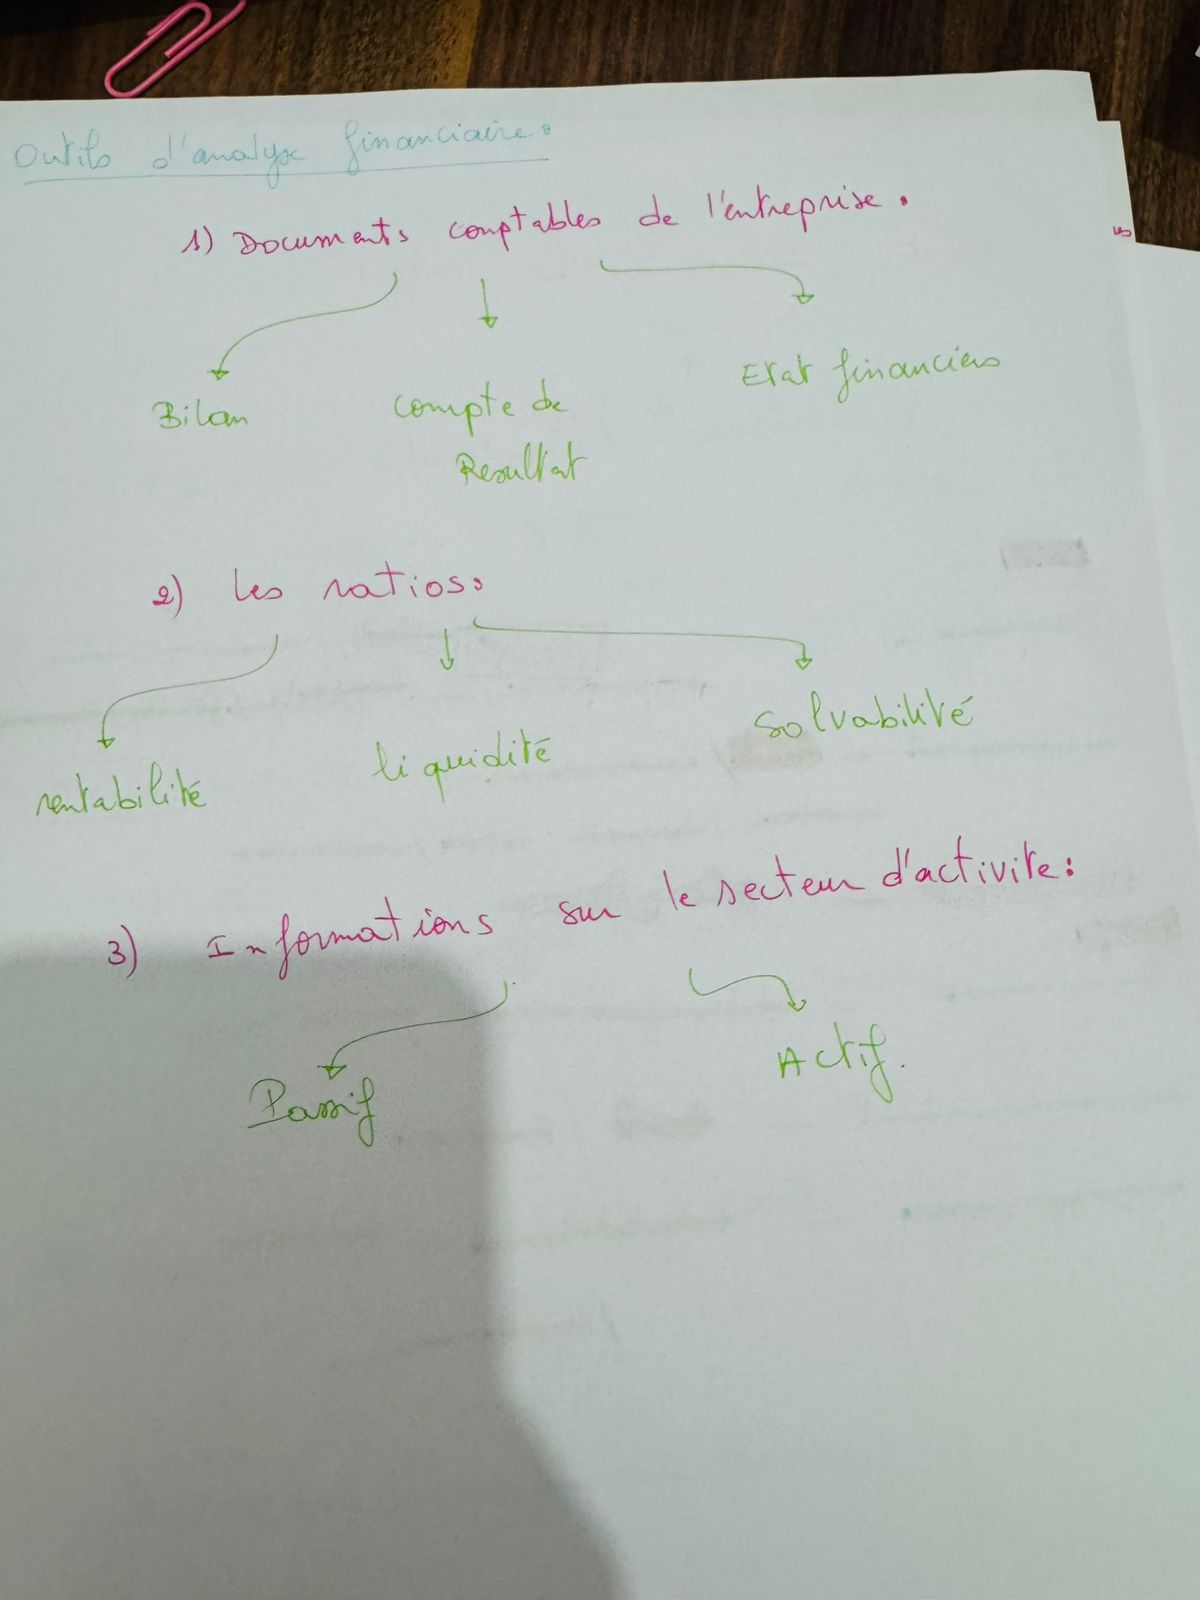 Outils d'analyse financiaire:
1) Documents comptables de l'entreprise.
Bilan
compte de
Resultat
Etat financiers
2) les ratios:
rentabilité
liquidité
solvabilité
3) Informations sur le secteur d'activite:
Passif
Actif.